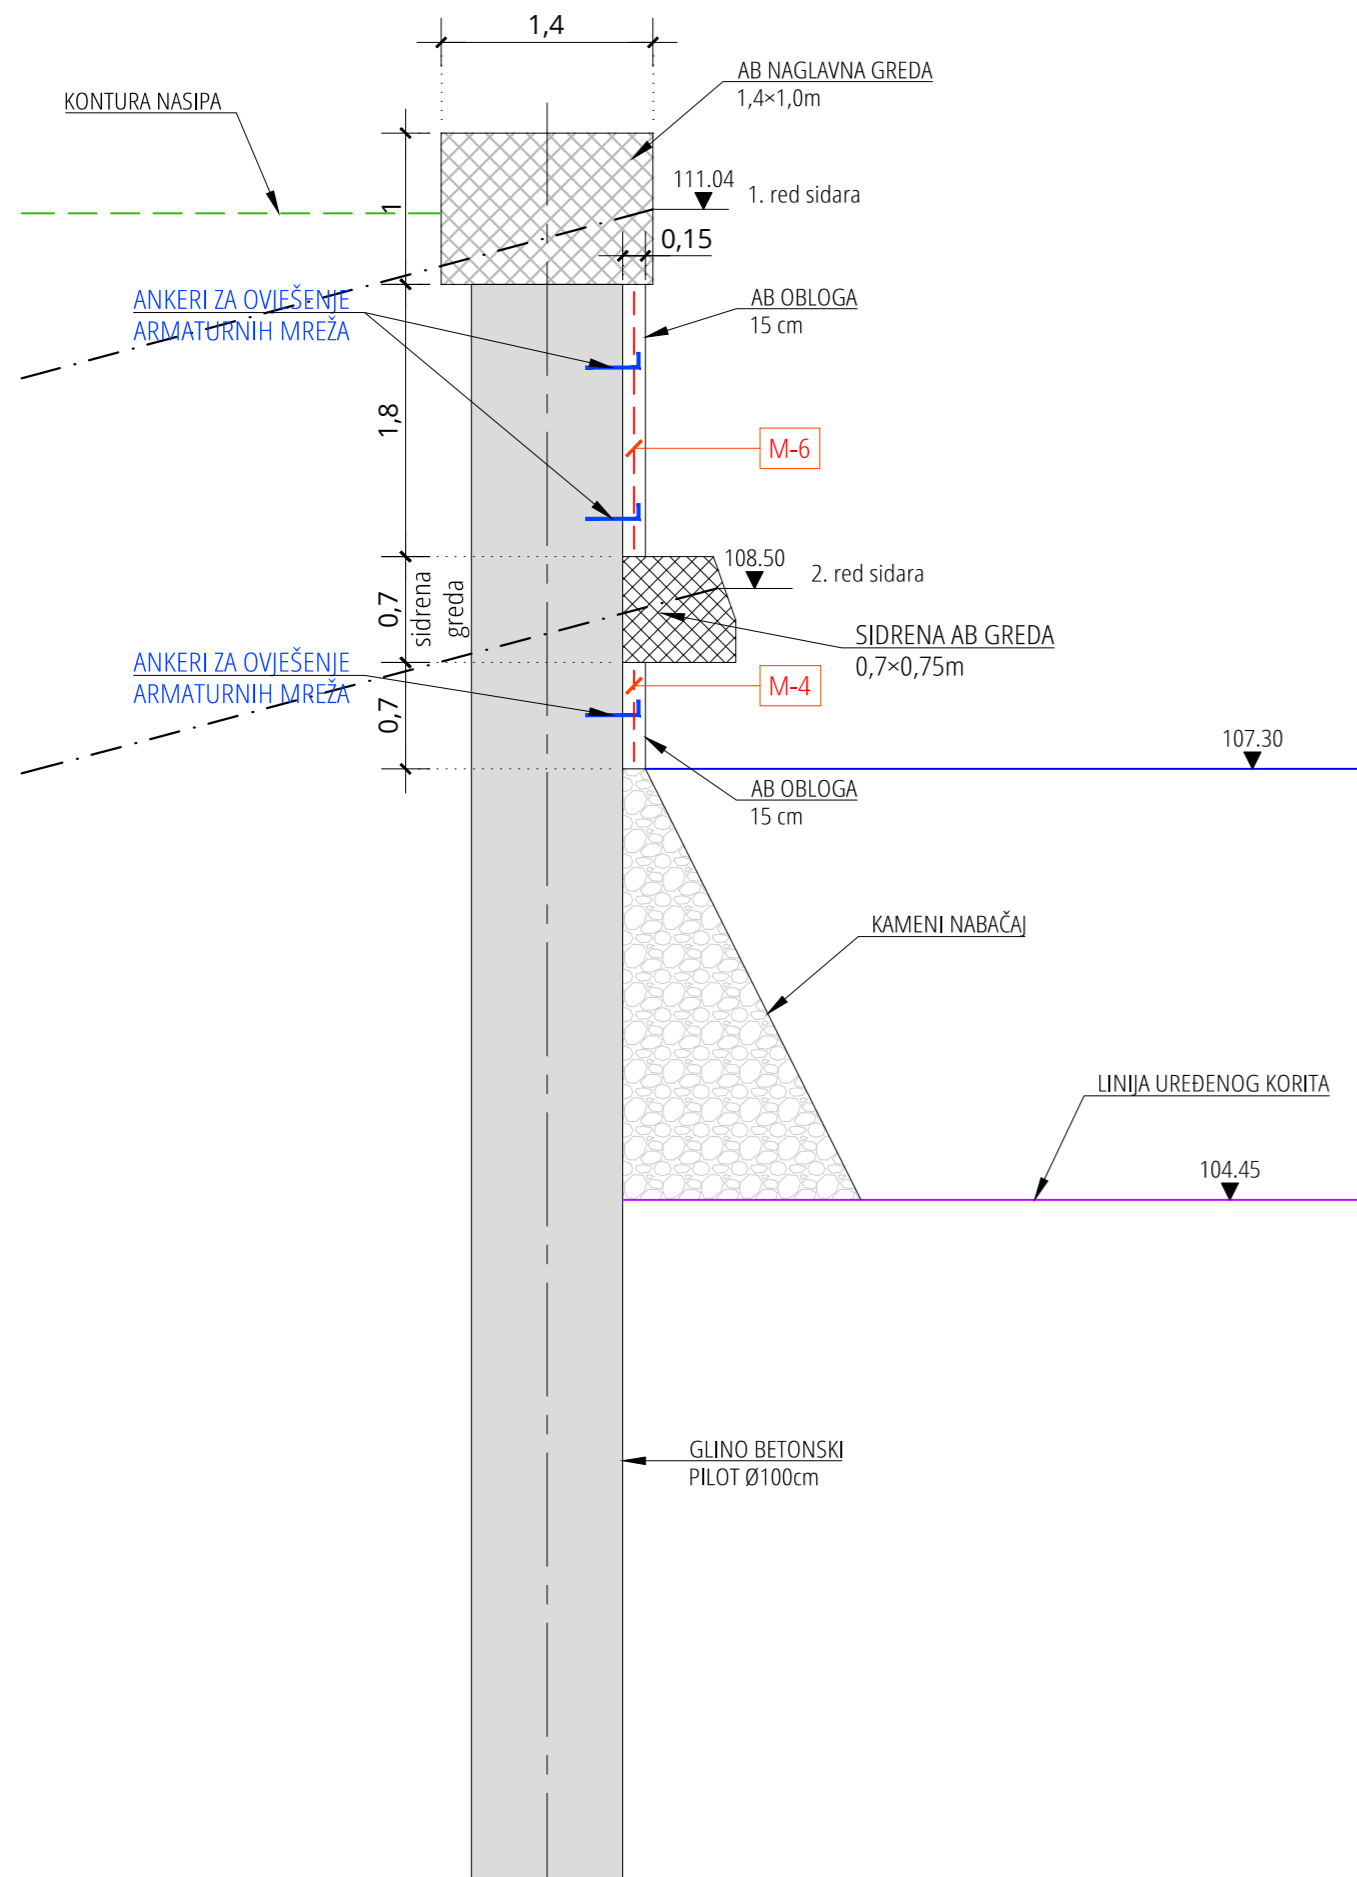 1,4
AB NAGLAVNA GREDA
1,4×1,0m
KONTURA NASIPA
1
111.04
1. red sidara
0,15
ANKERI ZA OVJEŠENJE
ARMATURNIH MREŽA
AB OBLOGA
15 cm
1,8
M-6
108.50
2. red sidara
0,7
sidrena
greda
SIDRENA AB GREDA
0,7×0,75m
ANKERI ZA OVJEŠENJE
ARMATURNIH MREŽA
M-4
0,7
107.30
AB OBLOGA
15 cm
KAMENI NABAČAJ
LINIJA UREĐENOG KORITA
104.45
GLINO BETONSKI
PILOT Ø100cm